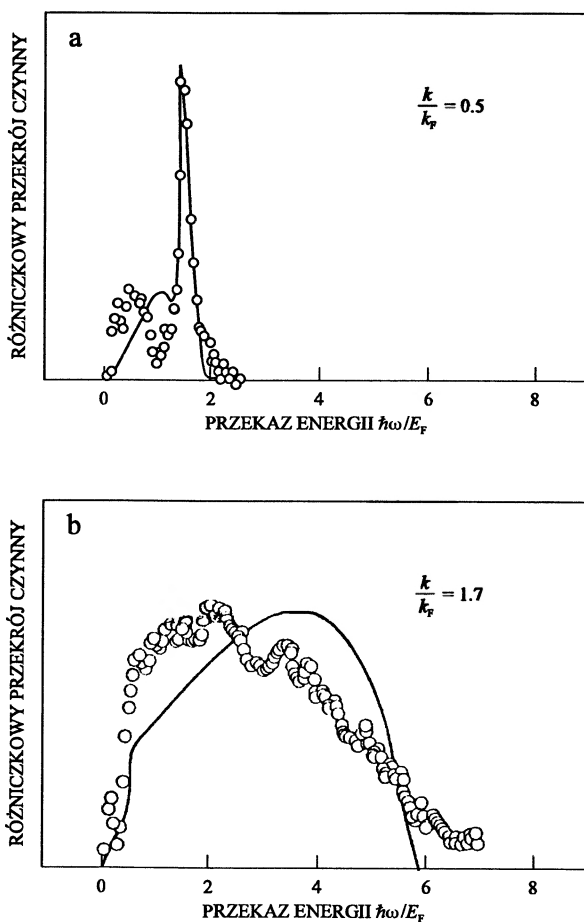 a
RÓŻNICZKOWY PRZEKRÓJ CZYNNY
k/k_F = 0.5
0 2 4 6 8
PRZEKAZ ENERGII ħω/E_F
b
RÓŻNICZKOWY PRZEKRÓJ CZYNNY
k/k_F = 1.7
0 2 4 6 8
PRZEKAZ ENERGII ħω/E_F